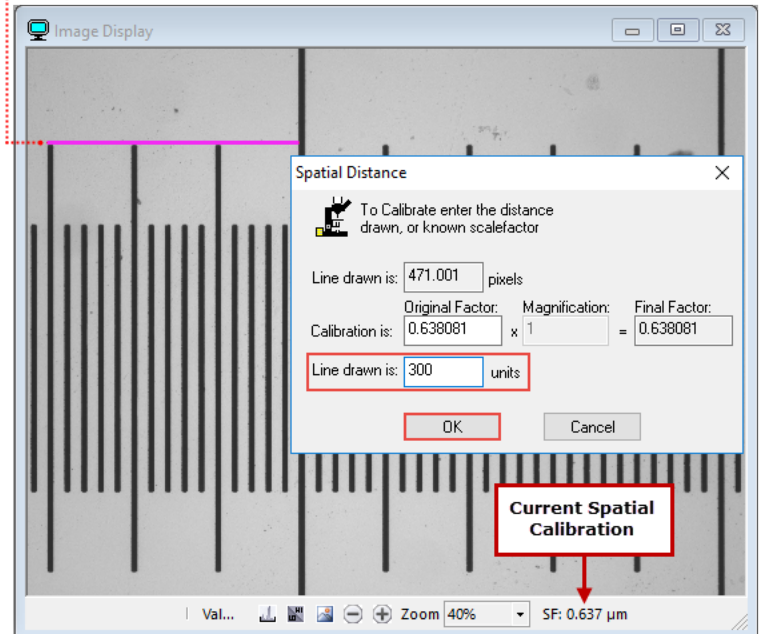 Image Display
Spatial Distance
To Calibrate enter the distance
drawn, or known scalefactor
Line drawn is: 471.001 pixels
Original Factor: Magnification: Final Factor:
Calibration is: 0.638081 x 1 = 0.638081
Line drawn is: 300 units
OK Cancel
Current Spatial
Calibration
Val... Zoom 40% SF: 0.637 µm